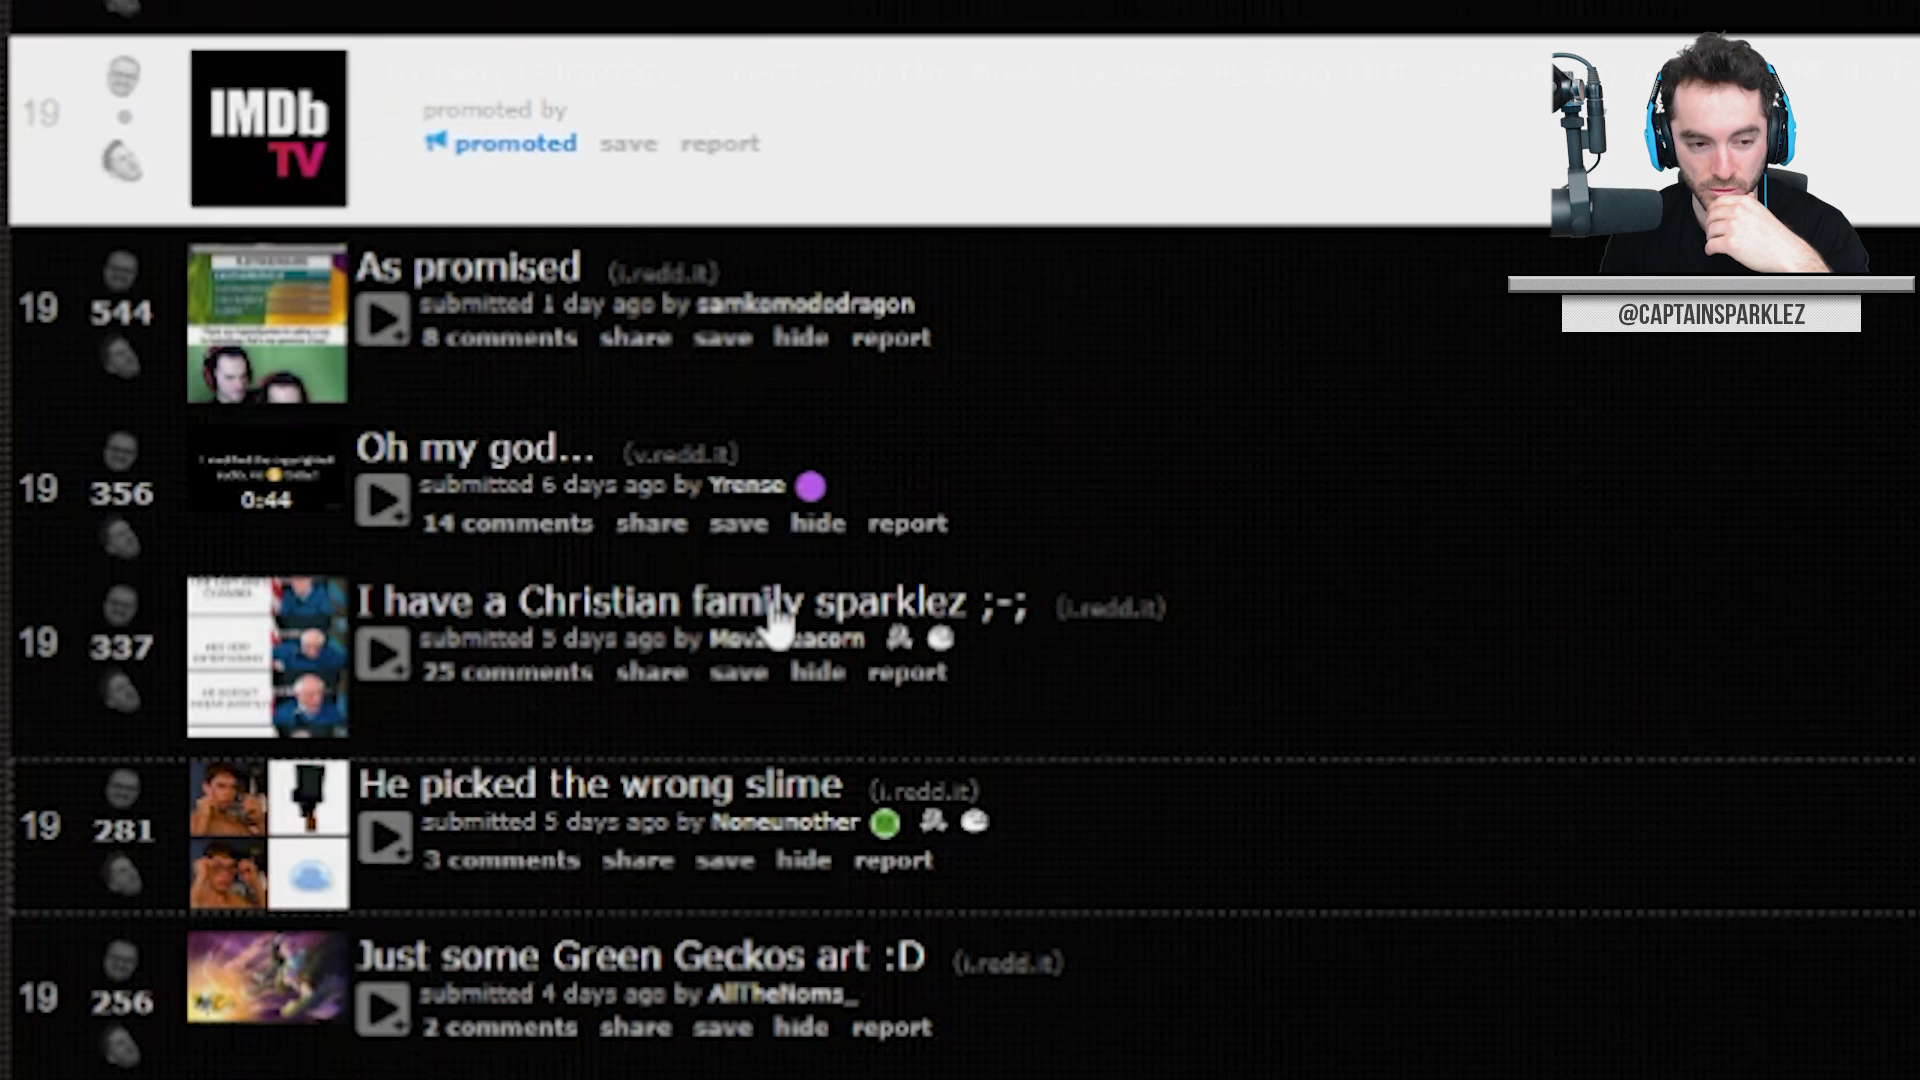 19
IMDb
TV
promoted by
promoted save report
@CAPTAINSPARKLEZ
19
544
As promised (i.redd.it)
submitted 1 day ago by samkomododragon
8 comments share save hide report
19
356
0:44
Oh my god... (v.redd.it)
submitted 6 days ago by Yrense
14 comments share save hide report
19
337
I have a Christian family sparklez ;-; (i.redd.it)
submitted 5 days ago by
25 comments share save hide report
19
281
He picked the wrong slime (i.redd.it)
submitted 5 days ago by Noneunother
3 comments share save hide report
19
256
Just some Green Geckos art :D (i.redd.it)
submitted 4 days ago by AllTheNoms_
2 comments share save hide report